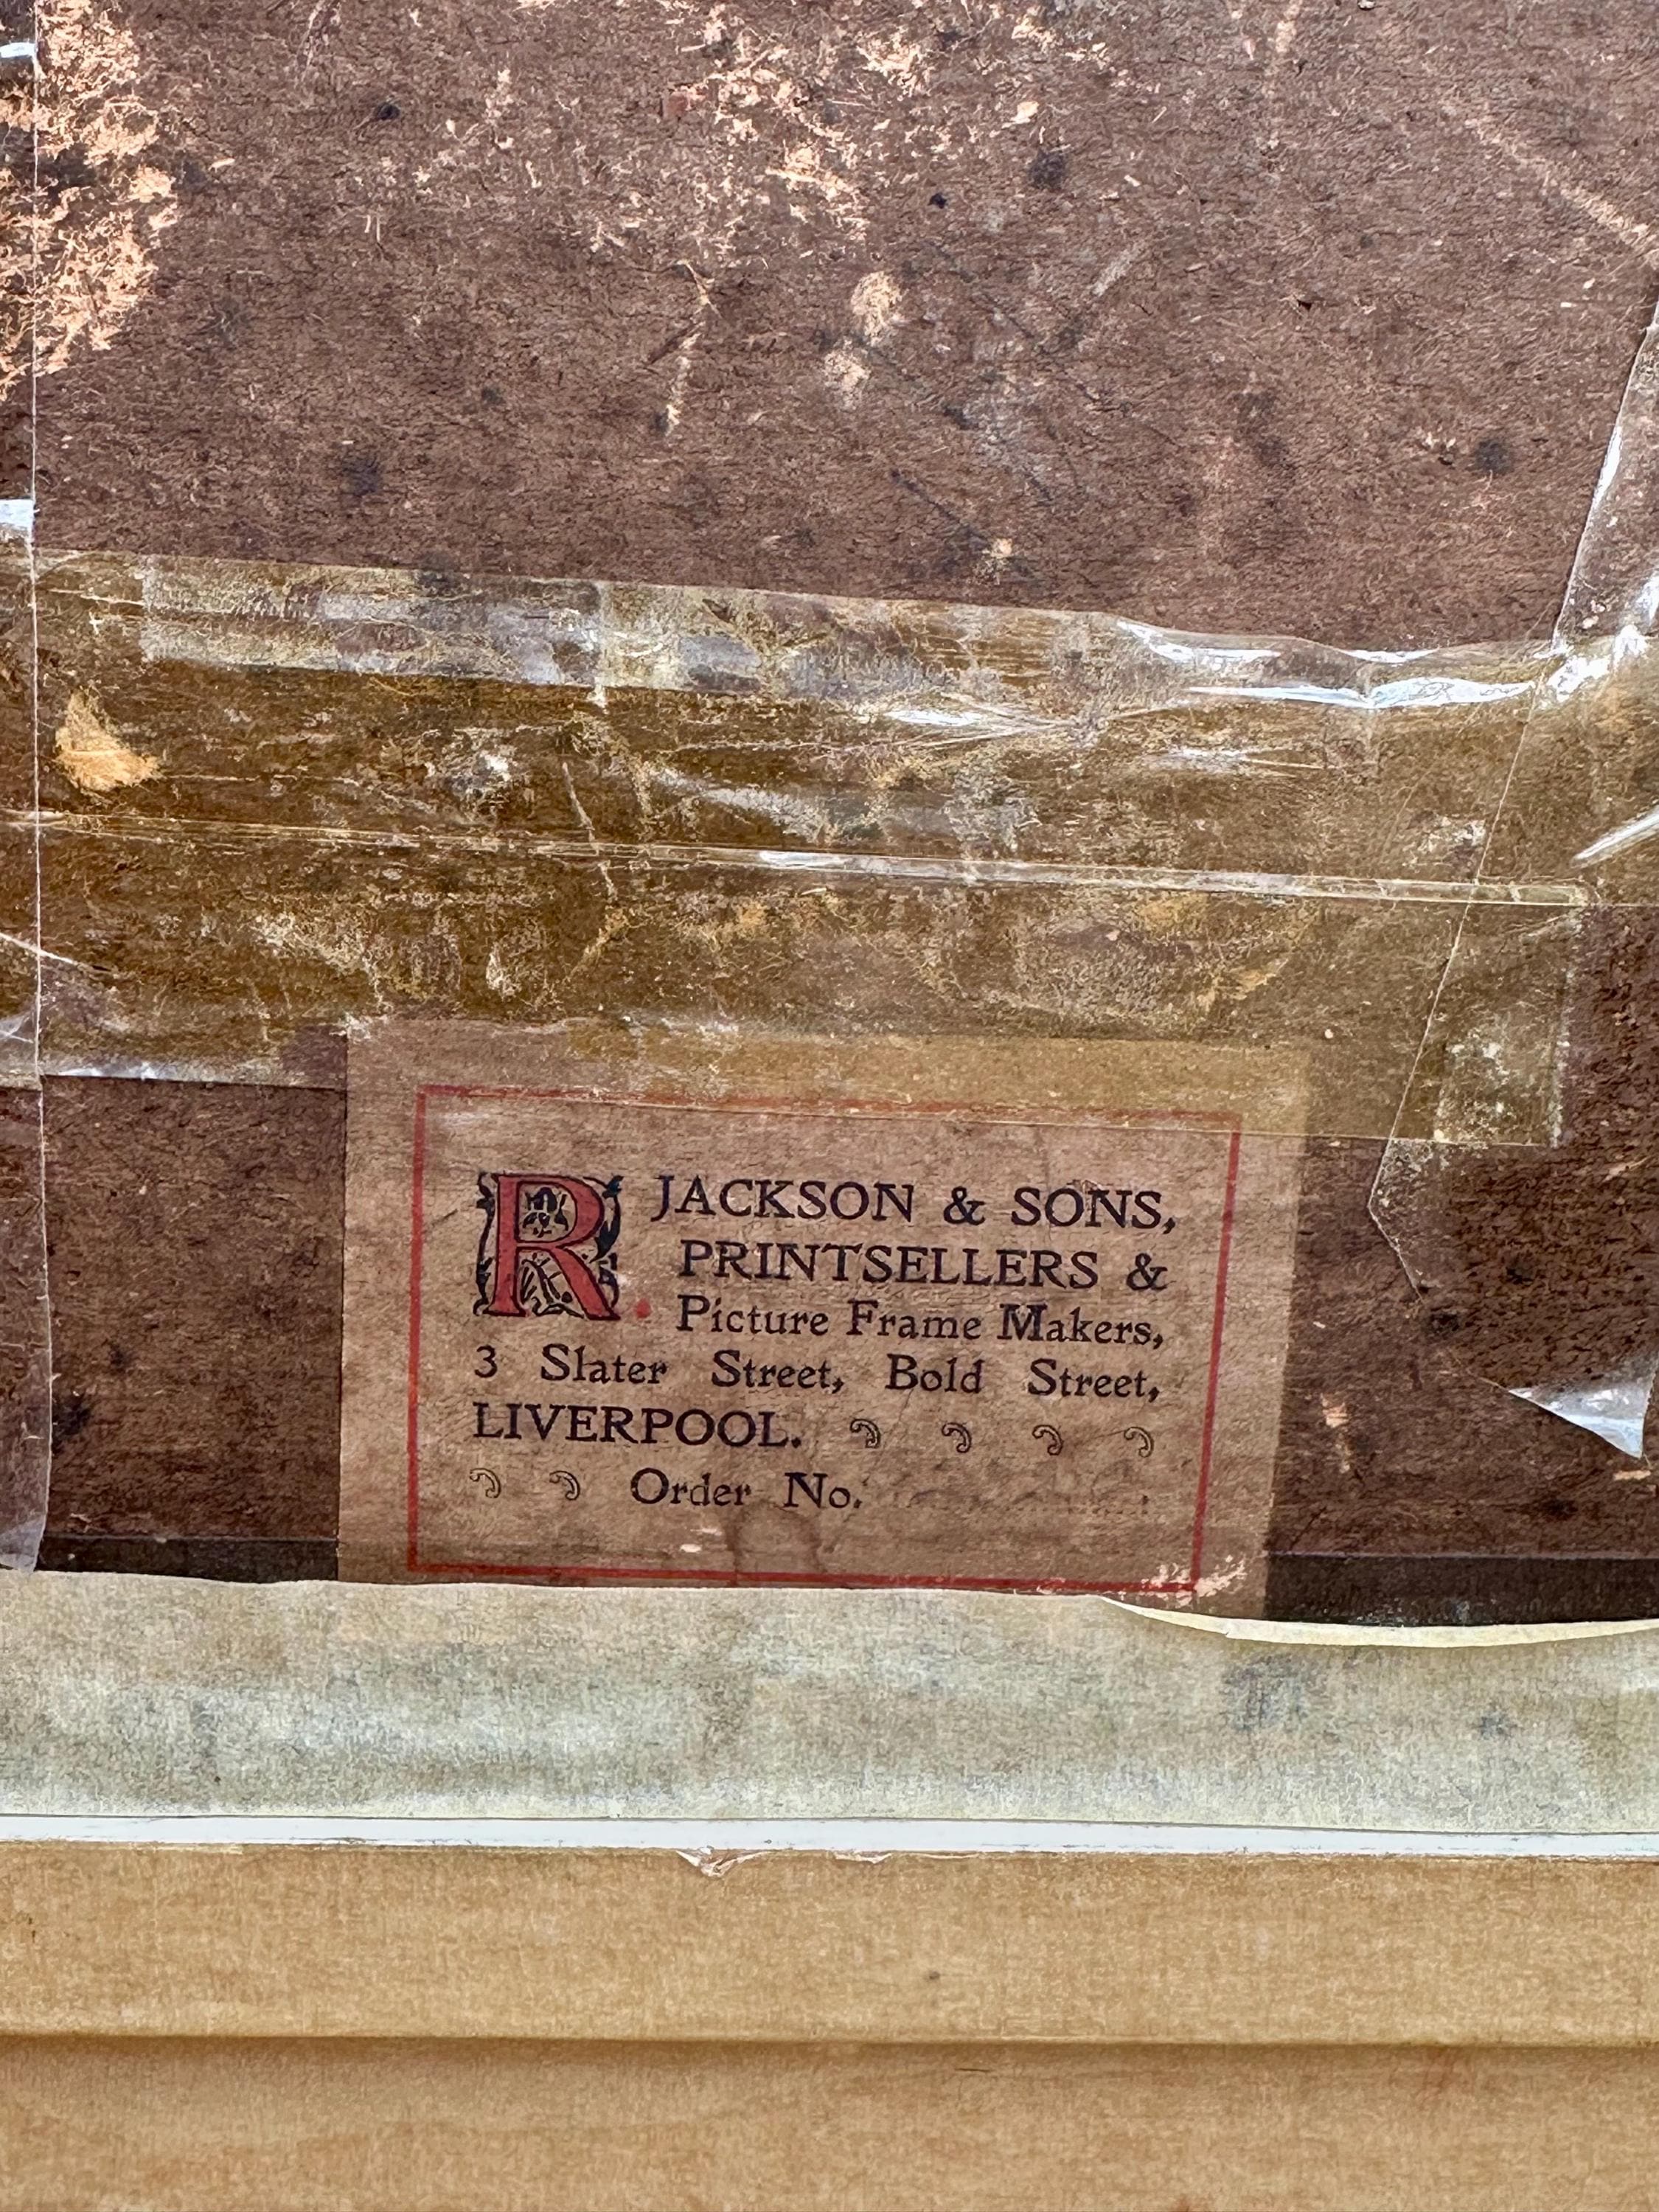 R. JACKSON & SONS,
PRINTSELLERS &
Picture Frame Makers,
3 Slater Street, Bold Street,
LIVERPOOL.
Order No.